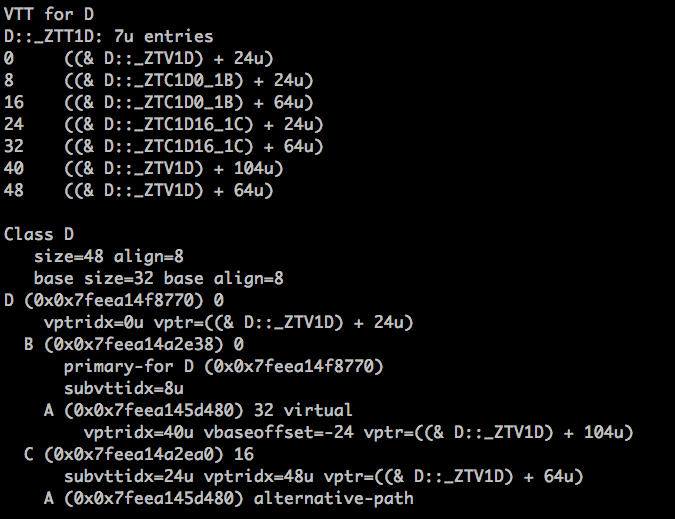 VTT for D
D::_ZTT1D: 7u entries
0     ((& D::_ZTV1D) + 24u)
8     ((& D::_ZTC1D0_1B) + 24u)
16    ((& D::_ZTC1D0_1B) + 64u)
24    ((& D::_ZTC1D16_1C) + 24u)
32    ((& D::_ZTC1D16_1C) + 64u)
40    ((& D::_ZTV1D) + 104u)
48    ((& D::_ZTV1D) + 64u)

Class D
   size=48 align=8
   base size=32 base align=8
D (0x0x7feea14f8770) 0
    vptridx=0u vptr=((& D::_ZTV1D) + 24u)
  B (0x0x7feea14a2e38) 0
      primary-for D (0x0x7feea14f8770)
      subvttidx=8u
    A (0x0x7feea145d480) 32 virtual
        vptridx=40u vbaseoffset=-24 vptr=((& D::_ZTV1D) + 104u)
  C (0x0x7feea14a2ea0) 16
      subvttidx=24u vptridx=48u vptr=((& D::_ZTV1D) + 64u)
    A (0x0x7feea145d480) alternative-path